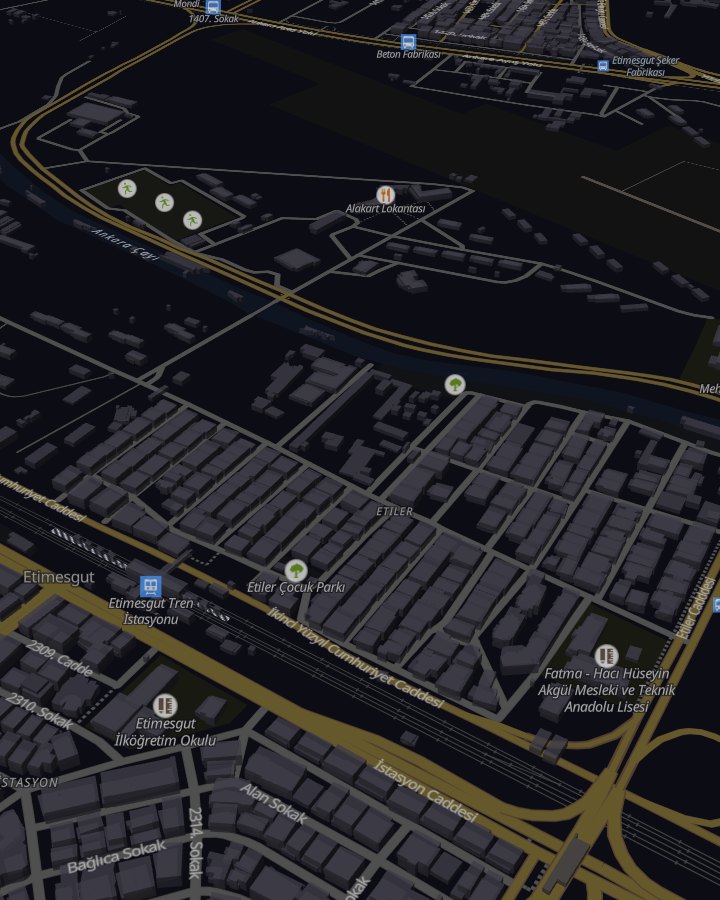 Mondi
1407. Sokak
Beton Fabrikası
Etimesgut Şeker
Fabrikası
Alakart Lokantası
Ankara Çayı
Meh
ETİLER
Cumhuriyet Caddesi
Etimesgut
Etimesgut Tren
İstasyonu
Etiler Çocuk Parkı
İkinci Yüzyıl Cumhuriyet Caddesi
Etiler Caddesi
Fatma - Hacı Hüseyin
Akgül Mesleki ve Teknik
Anadolu Lisesi
2309. Cadde
2310. Sokak
Etimesgut
İlköğretim Okulu
İSTASYON
İstasyon Caddesi
Alan Sokak
2314. Sokak
Bağlıca Sokak
okak